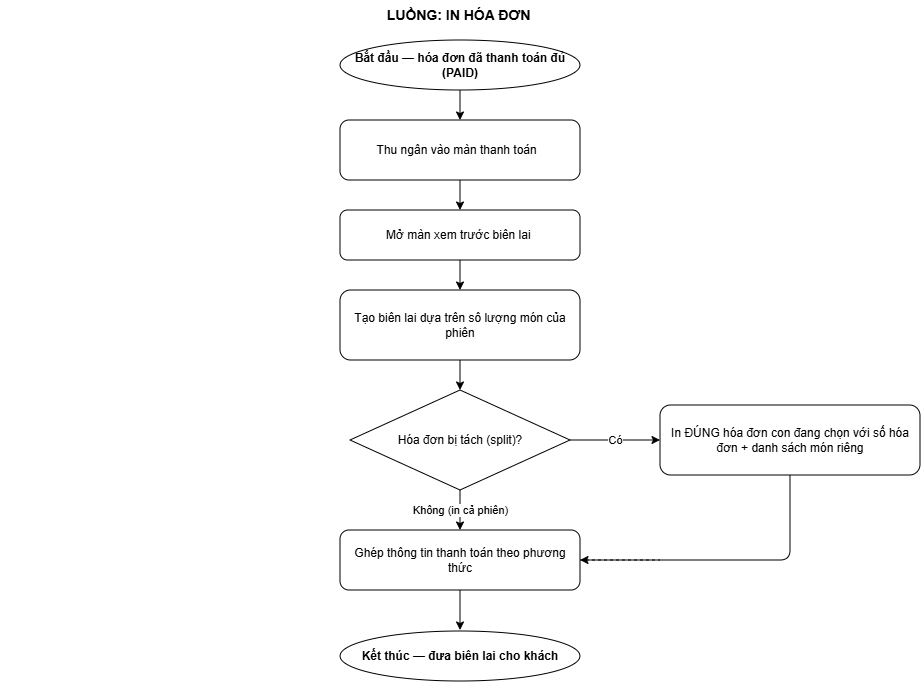 LUỒNG: IN HÓA ĐƠN
Bắt đầu — hóa đơn đã thanh toán đủ
(PAID)
Thu ngân vào màn thanh toán
Mở màn xem trước biên lai
Tạo biên lai dựa trên số lượng món của
phiên
Hóa đơn bị tách (split)?
Có
In ĐÚNG hóa đơn con đang chọn với số hóa
đơn + danh sách món riêng
Không (in cả phiên)
Ghép thông tin thanh toán theo phương
thức
Kết thúc — đưa biên lai cho khách